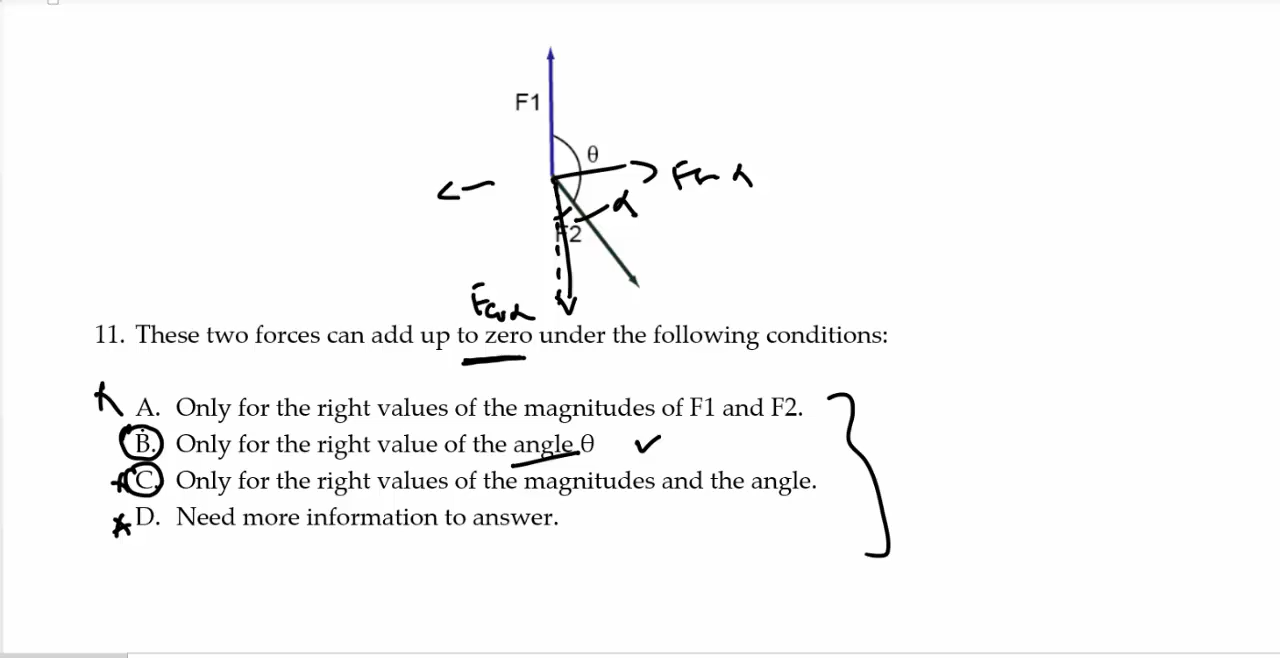 F1
θ
F2
α
11. These two forces can add up to zero under the following conditions:
A. Only for the right values of the magnitudes of F1 and F2.
B. Only for the right value of the angle θ
C. Only for the right values of the magnitudes and the angle.
D. Need more information to answer.